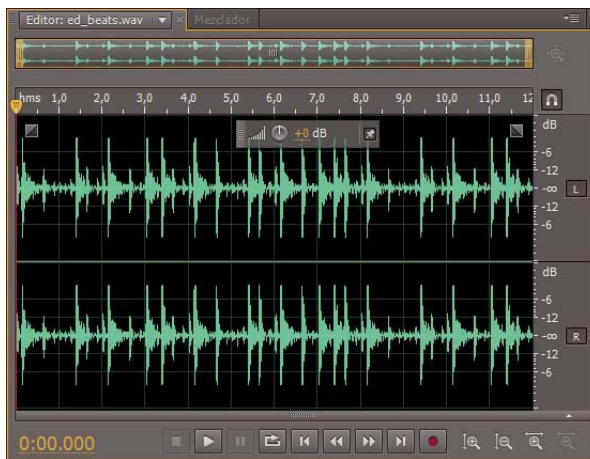 Editor: ed_beats.wav
Mezclador
hms 1,0 2,0 3,0 4,0 5,0 6,0 7,0 8,0 9,0 10,0 11,0 12
+0 dB
dB
-6
-12
-∞
-12
-6
L
dB
-6
-12
-∞
-12
-6
R
0:00.000